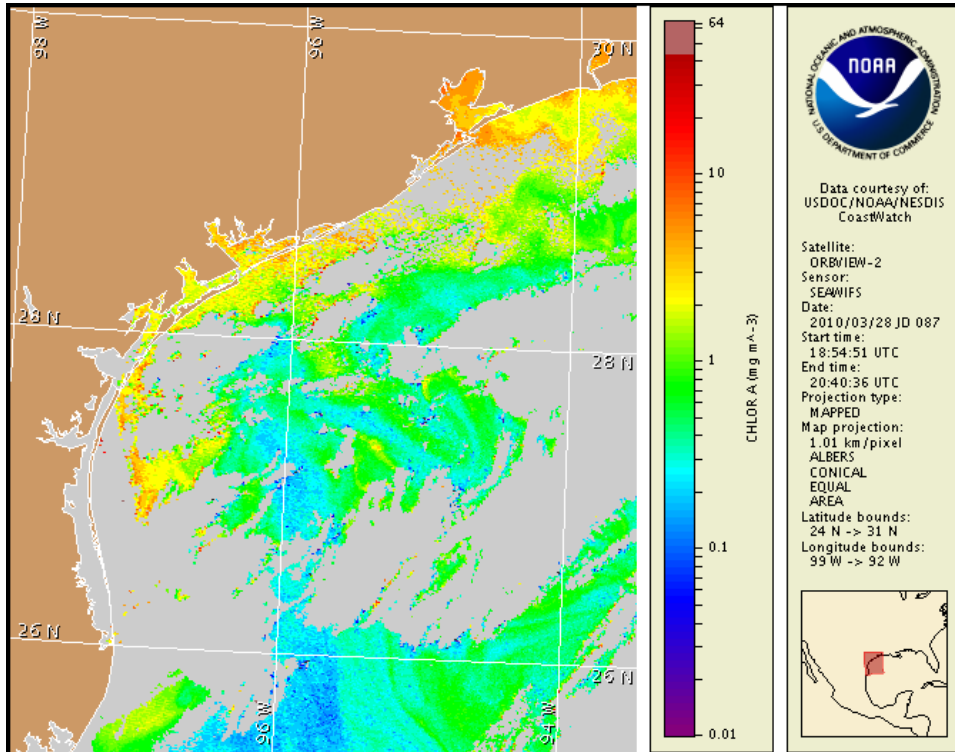 98 W
96 W
30 N
28 N
28 N
26 N
26 N
96 W
94 W
64
10
1
0.1
0.01
CHLOR A (mg m^-3)
NATIONAL OCEANIC AND ATMOSPHERIC ADMINISTRATION
NOAA
U.S. DEPARTMENT OF COMMERCE
Data courtesy of:
USDOC/NOAA/NESDIS
CoastWatch
Satellite:
ORBVIEW-2
Sensor:
SEAWIFS
Date:
2010/03/28 JD 087
Start time:
18:54:51 UTC
End time:
20:40:36 UTC
Projection type:
MAPPED
Map projection:
1.01 km/pixel
ALBERS
CONICAL
EQUAL
AREA
Latitude bounds:
24 N -> 31 N
Longitude bounds:
99 W -> 92 W